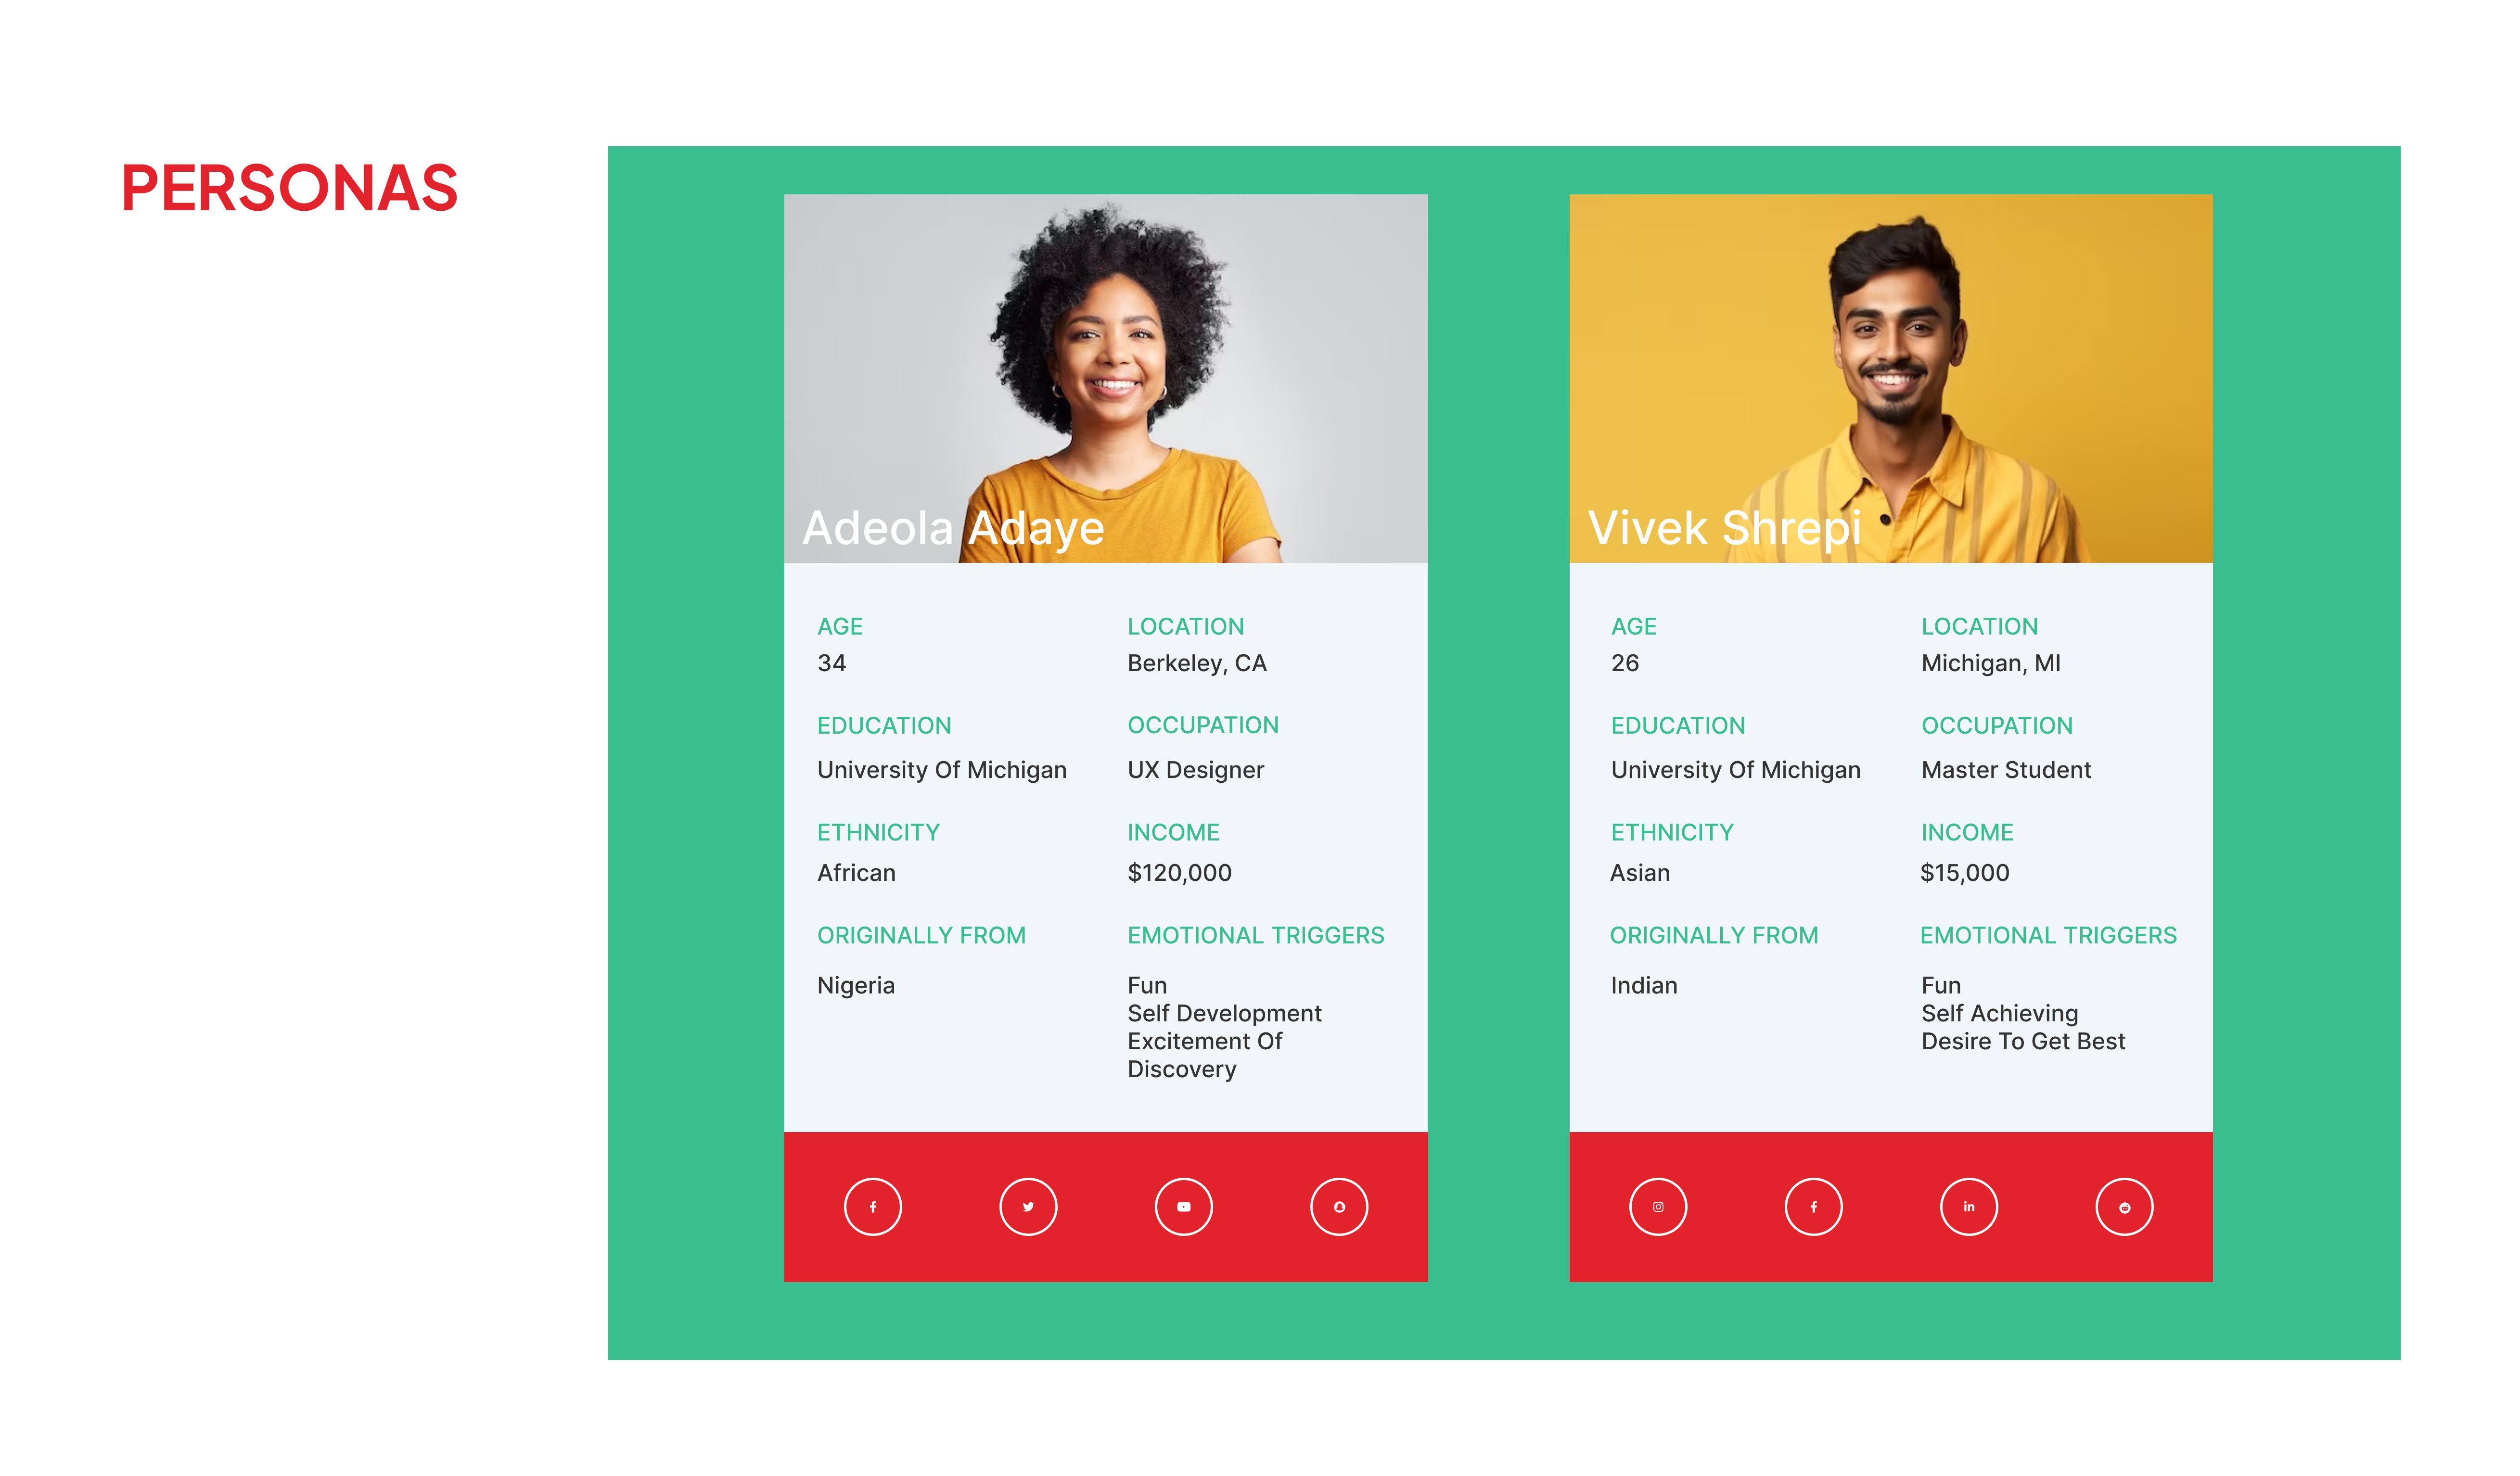 PERSONAS
Adeola Adaye
AGE
34
LOCATION
Berkeley, CA
EDUCATION
University Of Michigan
OCCUPATION
UX Designer
ETHNICITY
African
INCOME
$120,000
ORIGINALLY FROM
Nigeria
EMOTIONAL TRIGGERS
Fun
Self Development
Excitement Of
Discovery
Vivek Shrepi
AGE
26
LOCATION
Michigan, MI
EDUCATION
University Of Michigan
OCCUPATION
Master Student
ETHNICITY
Asian
INCOME
$15,000
ORIGINALLY FROM
Indian
EMOTIONAL TRIGGERS
Fun
Self Achieving
Desire To Get Best